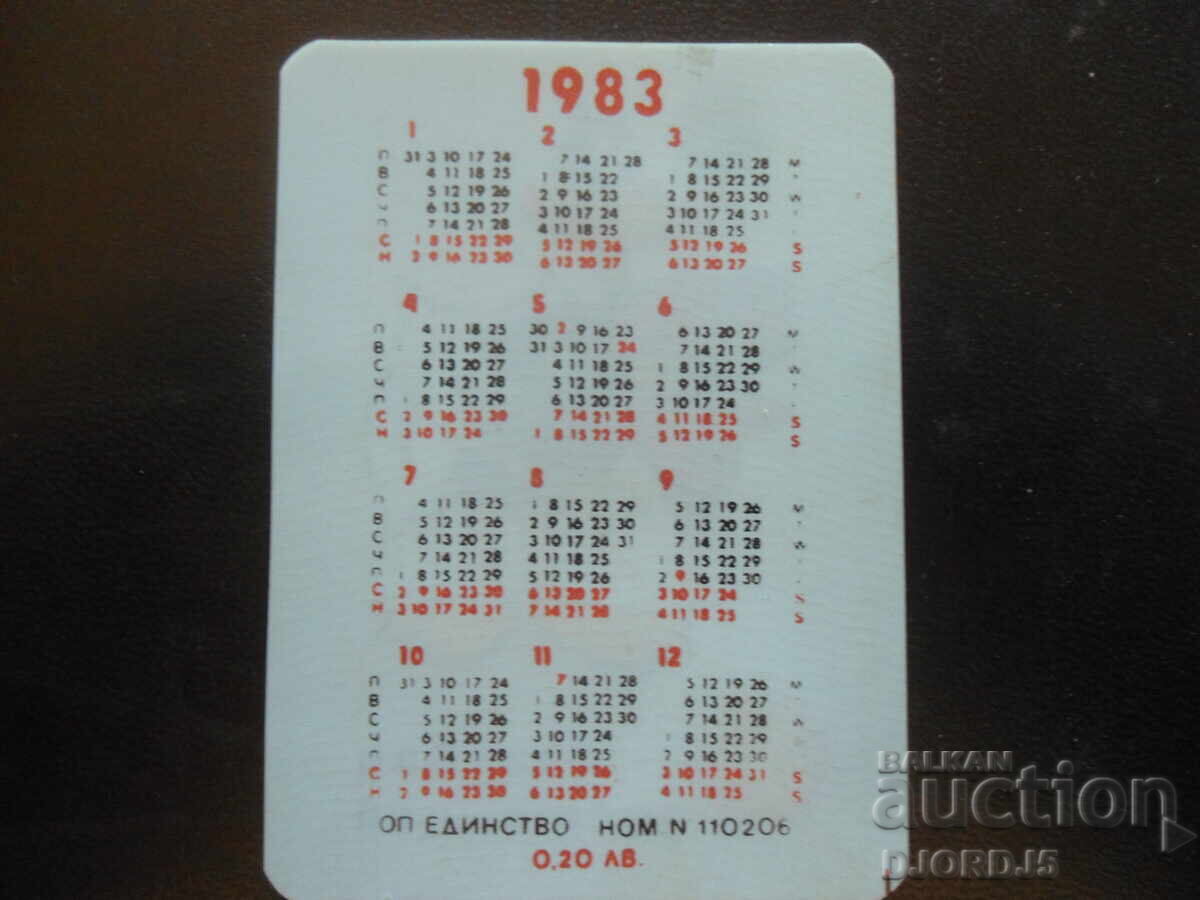 1983
1 2 3
П 31 3 10 17 24 7 14 21 28 7 14 21 28 M
В 4 11 18 25 1 8 15 22 1 8 15 22 29
С 5 12 19 26 2 9 16 23 2 9 16 23 30 W
Ч 6 13 20 27 3 10 17 24 3 10 17 24 31
П 7 14 21 28 4 11 18 25 4 11 18 25
С 1 8 15 22 29 5 12 19 26 5 12 19 26 S
Н 2 9 16 23 30 6 13 20 27 6 13 20 27 S
4 5 6
П 4 11 18 25 30 2 9 16 23 6 13 20 27 M
В 5 12 19 26 31 3 10 17 24 7 14 21 28
С 6 13 20 27 4 11 18 25 1 8 15 22 29 W
Ч 7 14 21 28 5 12 19 26 2 9 16 23 30
П 1 8 15 22 29 6 13 20 27 3 10 17 24
С 2 9 16 23 30 7 14 21 28 4 11 18 25 S
Н 3 10 17 24 1 8 15 22 29 5 12 19 26 S
7 8 9
П 4 11 18 25 1 8 15 22 29 5 12 19 26 M
В 5 12 19 26 2 9 16 23 30 6 13 20 27
С 6 13 20 27 3 10 17 24 31 7 14 21 28 W
Ч 7 14 21 28 4 11 18 25 1 8 15 22 29
П 1 8 15 22 29 5 12 19 26 2 9 16 23 30
С 2 9 16 23 30 6 13 20 27 3 10 17 24 S
Н 3 10 17 24 31 7 14 21 28 4 11 18 25 S
10 11 12
П 31 3 10 17 24 7 14 21 28 5 12 19 26 M
В 4 11 18 25 1 8 15 22 29 6 13 20 27
С 5 12 19 26 2 9 16 23 30 7 14 21 28 W
Ч 6 13 20 27 3 10 17 24 1 8 15 22 29
П 7 14 21 28 4 11 18 25 2 9 16 23 30
С 1 8 15 22 29 5 12 19 26 3 10 17 24 31 S
Н 2 9 16 23 30 6 13 20 27 4 11 18 25 S
ОП ЕДИНСТВО НОМ N 110206
0,20 ЛВ.
BALKAN
auction
DJORDJ5